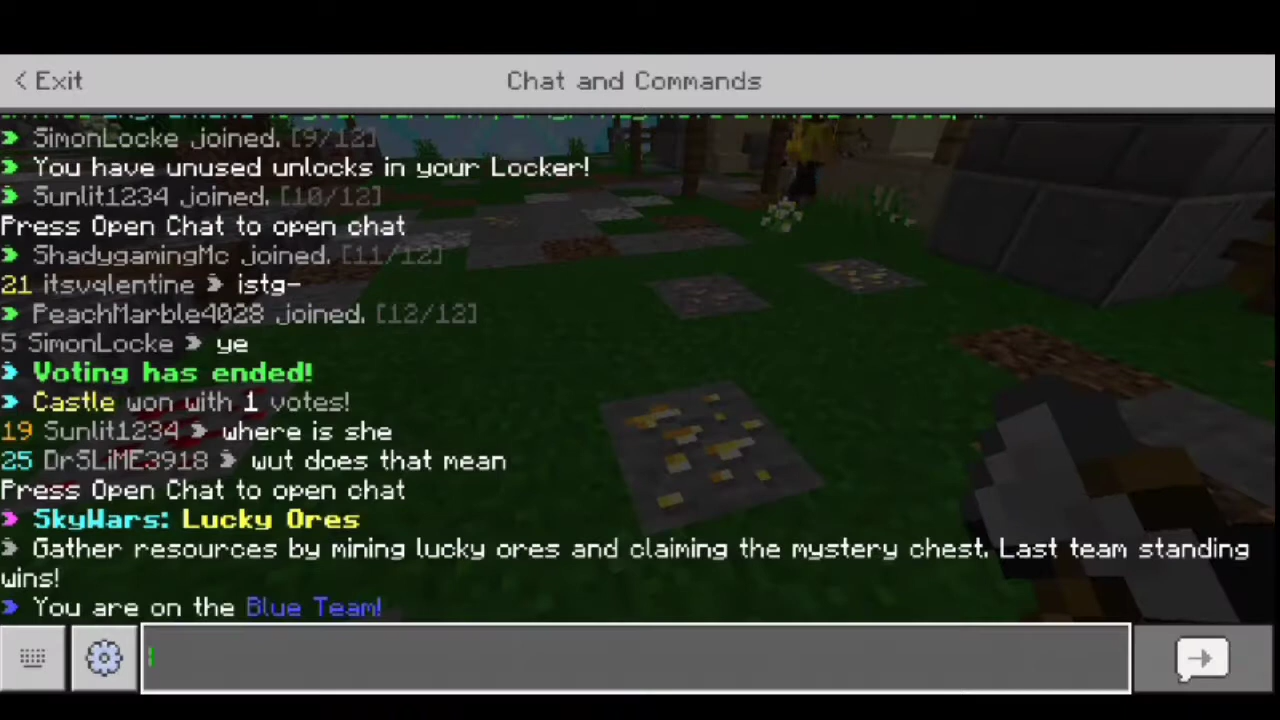 < Exit
Chat and Commands
SimonLocke joined. [9/12]
You have unused unlocks in your Locker!
Sunlit1234 joined. [10/12]
Press Open Chat to open chat
ShadygamingMc joined. [11/12]
21 itsvqlentine » istg-
PeachMarble4028 joined. [12/12]
5 SimonLocke » ye
Voting has ended!
Castle won with 1 votes!
19 Sunlit1234 » where is she
25 DrSLiME3918 » wut does that mean
Press Open Chat to open chat
SkyWars: Lucky Ores
Gather resources by mining lucky ores and claiming the mystery chest. Last team standing
wins!
You are on the Blue Team!